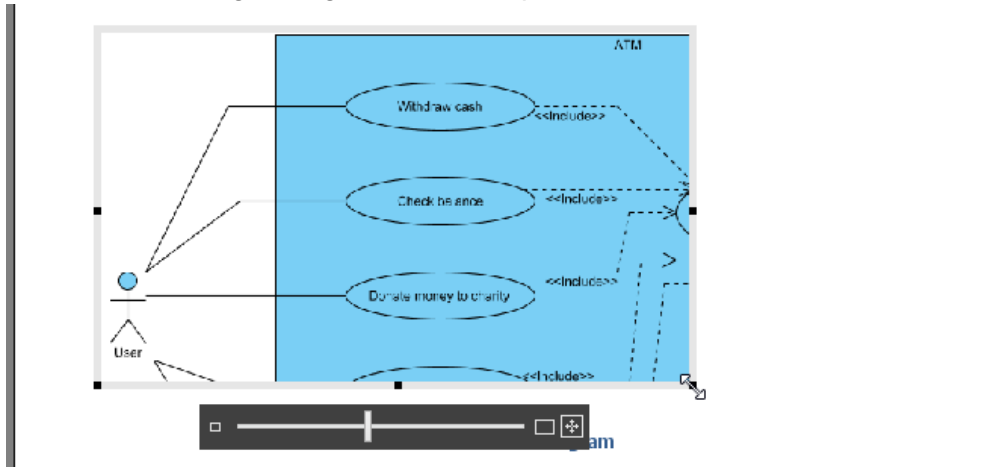 ATM
Withdraw cash
<<Include>>
Check balance
<<Include>>
<<Include>>
Donate money to charity
User
<<Include>>